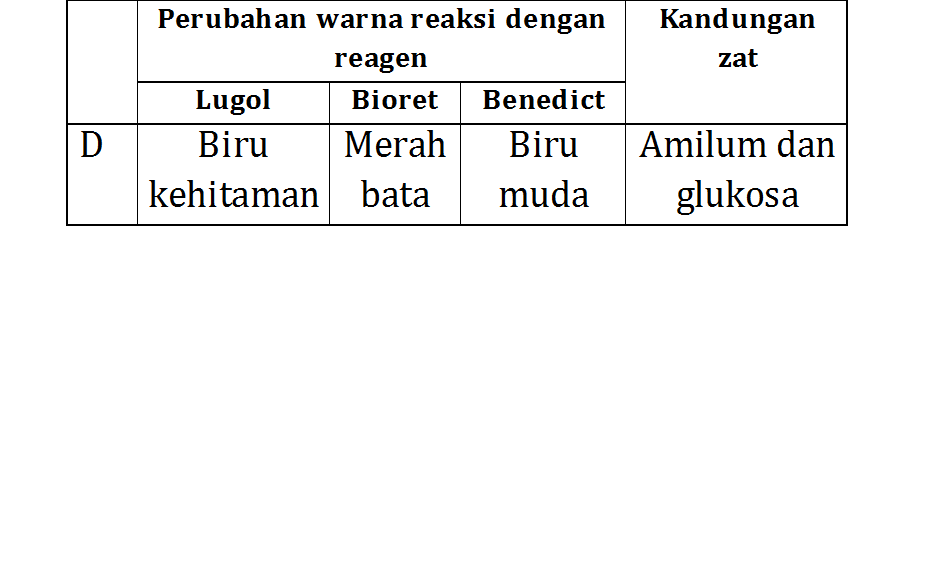 Perubahan warna reaksi dengan
reagen
Kandungan
zat
Lugol Bioret Benedict
D Biru Merah Biru Amilum dan
kehitaman bata muda glukosa